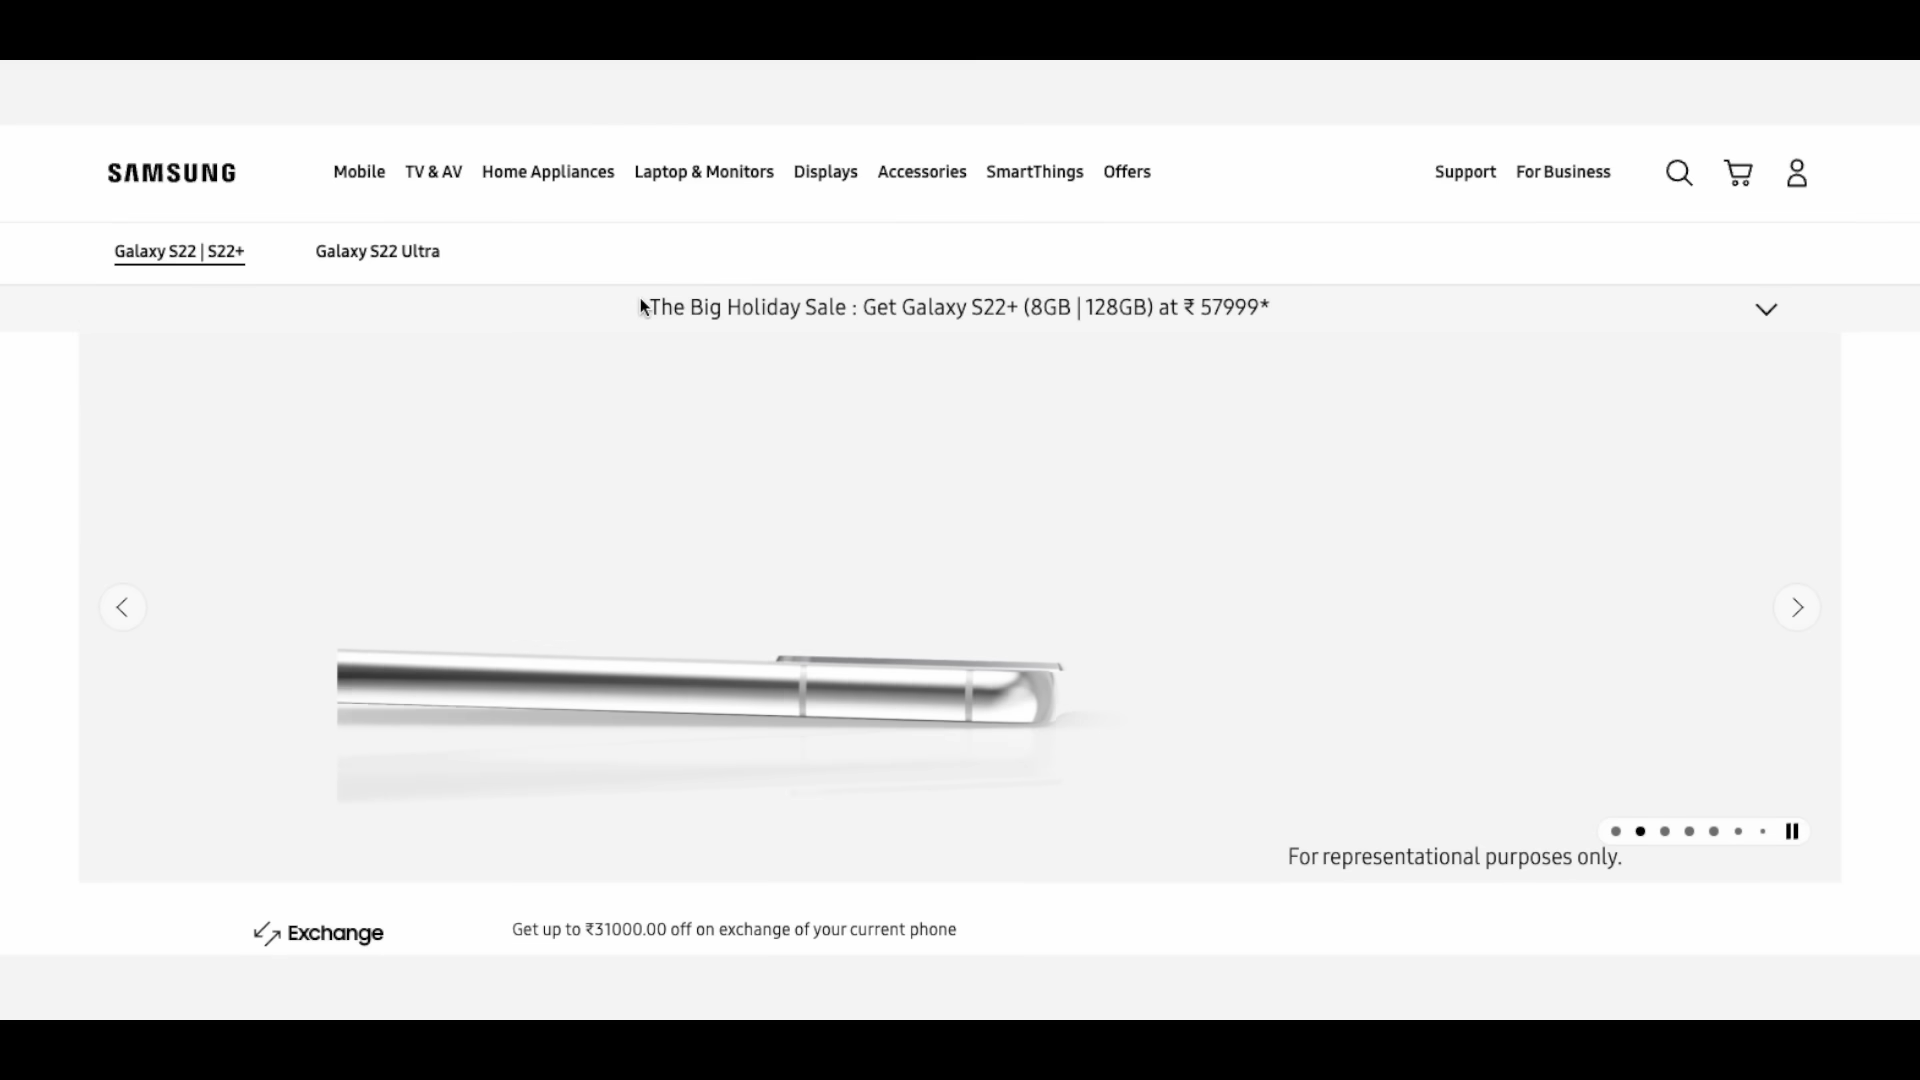 SAMSUNG
Mobile TV & AV Home Appliances Laptop & Monitors Displays Accessories SmartThings Offers Support For Business
Galaxy S22 | S22+ Galaxy S22 Ultra
The Big Holiday Sale : Get Galaxy S22+ (8GB | 128GB) at ₹ 57999*
For representational purposes only.
Exchange Get up to ₹31000.00 off on exchange of your current phone